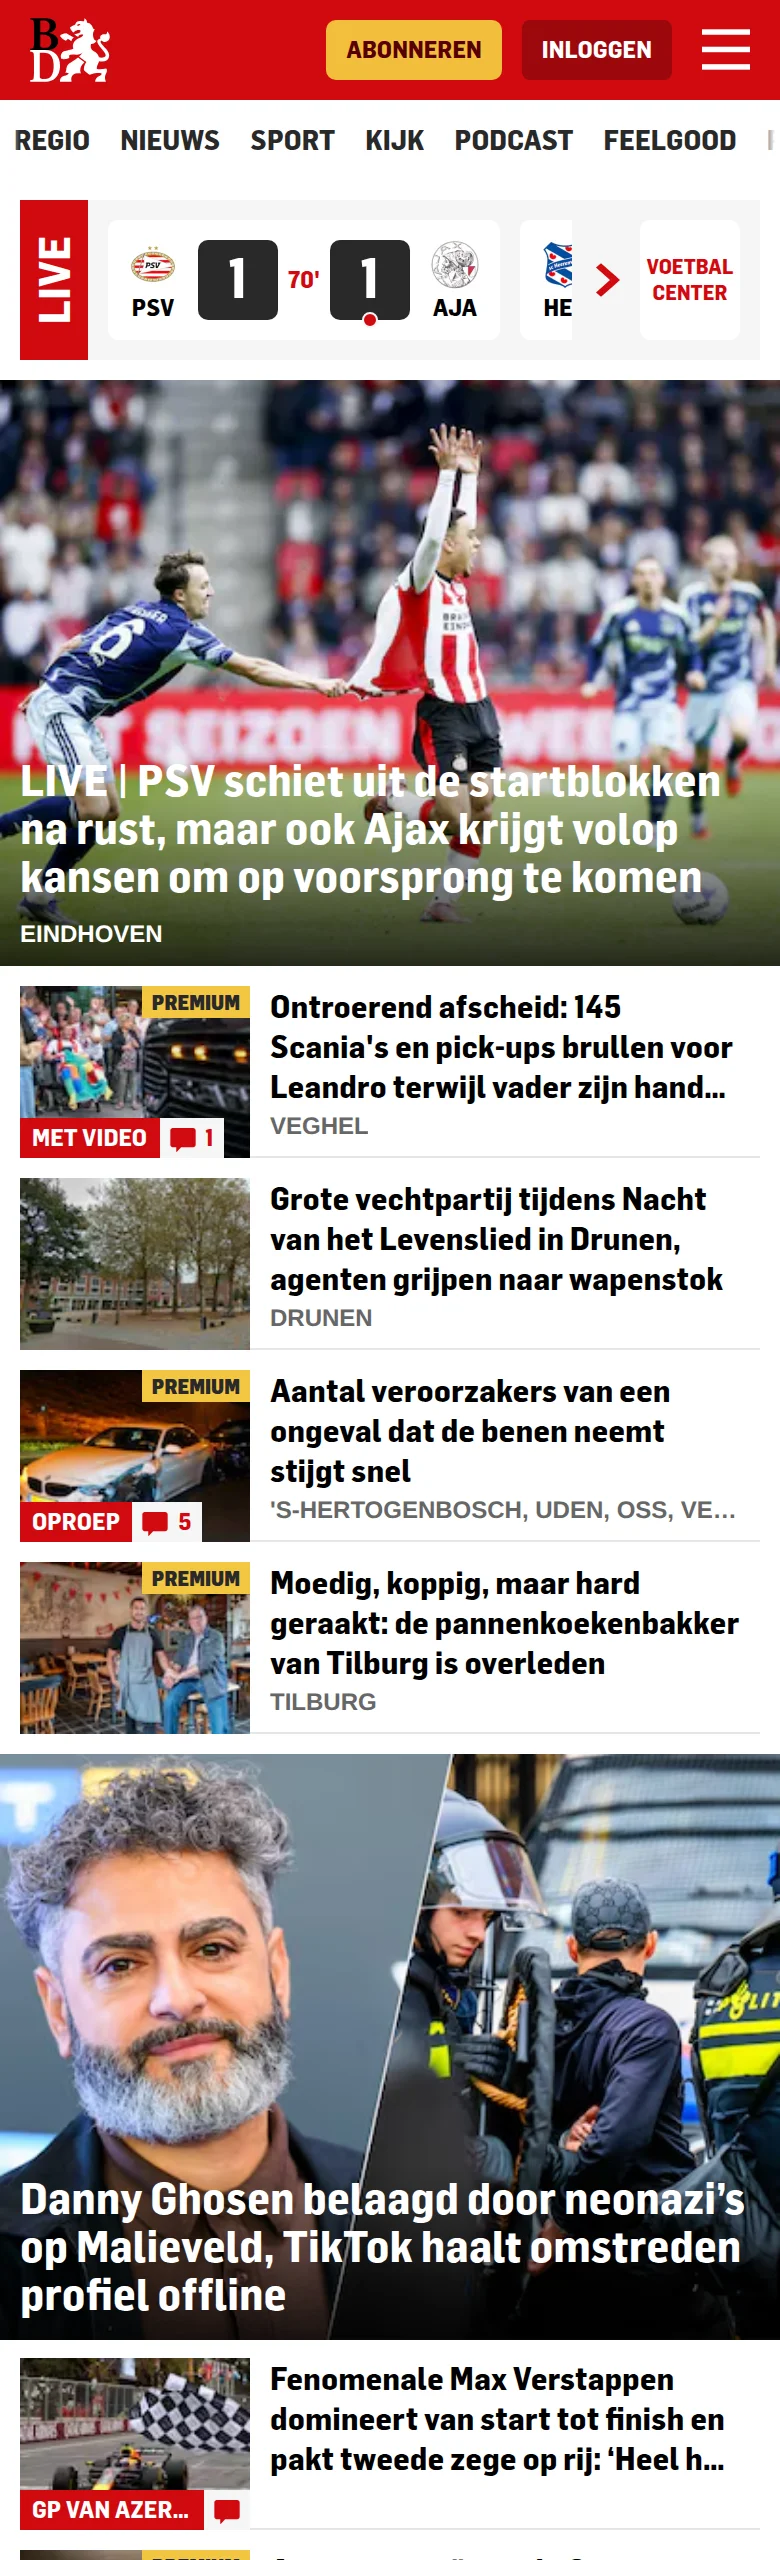 BD
ABONNEREN
INLOGGEN
REGIO NIEUWS SPORT KIJK PODCAST FEELGOOD
LIVE
PSV
1
70'
1
AJA
HE
VOETBAL
CENTER
LIVE | PSV schiet uit de startblokken
na rust, maar ook Ajax krijgt volop
kansen om op voorsprong te komen
EINDHOVEN
PREMIUM
MET VIDEO
1
Ontroerend afscheid: 145
Scania's en pick-ups brullen voor
Leandro terwijl vader zijn hand...
VEGHEL
Grote vechtpartij tijdens Nacht
van het Levenslied in Drunen,
agenten grijpen naar wapenstok
DRUNEN
PREMIUM
OPROEP
5
Aantal veroorzakers van een
ongeval dat de benen neemt
stijgt snel
'S-HERTOGENBOSCH, UDEN, OSS, VE...
PREMIUM
Moedig, koppig, maar hard
geraakt: de pannenkoekenbakker
van Tilburg is overleden
TILBURG
Danny Ghosen belaagd door neonazi’s
op Malieveld, TikTok haalt omstreden
profiel offline
GP VAN AZER...
Fenomenale Max Verstappen
domineert van start tot finish en
pakt tweede zege op rij: ‘Heel h...